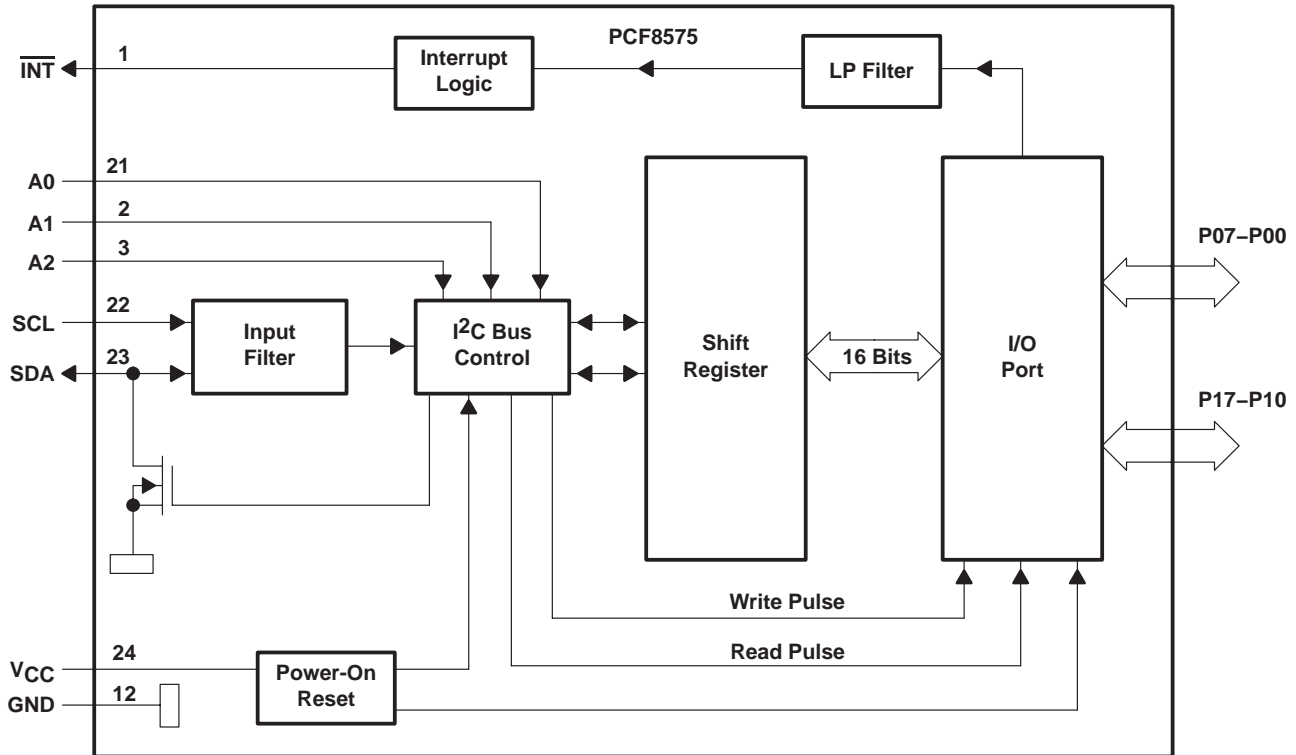 PCF8575
INT
1
Interrupt
Logic
LP Filter
A0
21
A1
2
A2
3
SCL
22
SDA
23
Input
Filter
I2C Bus
Control
Shift
Register
16 Bits
I/O
Port
P07–P00
P17–P10
Write Pulse
Read Pulse
VCC
24
GND
12
Power-On
Reset